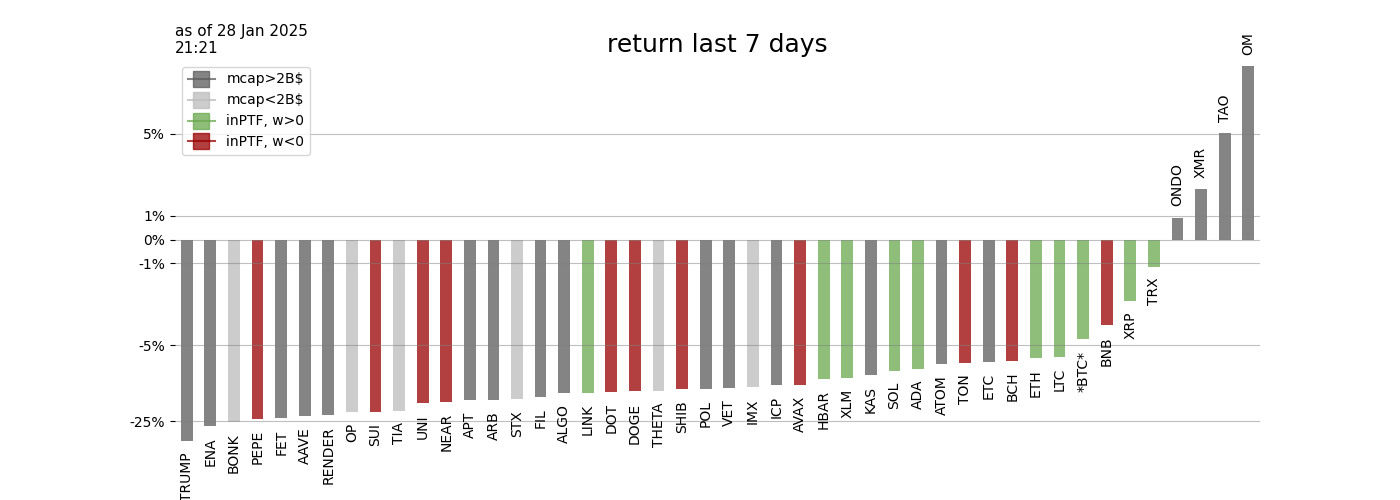 as of 28 Jan 2025
21:21
return last 7 days
mcap>2B$
mcap<2B$
inPTF, w>0
inPTF, w<0
5%
1%
0%
-1%
-5%
-25%
TRUMP
ENA
BONK
PEPE
FET
AAVE
RENDER
OP
SUI
TIA
UNI
NEAR
APT
ARB
STX
FIL
ALGO
LINK
DOT
DOGE
THETA
SHIB
POL
VET
IMX
ICP
AVAX
HBAR
XLM
KAS
SOL
ADA
ATOM
TON
ETC
BCH
ETH
LTC
*BTC*
BNB
XRP
TRX
ONDO
XMR
TAO
OM